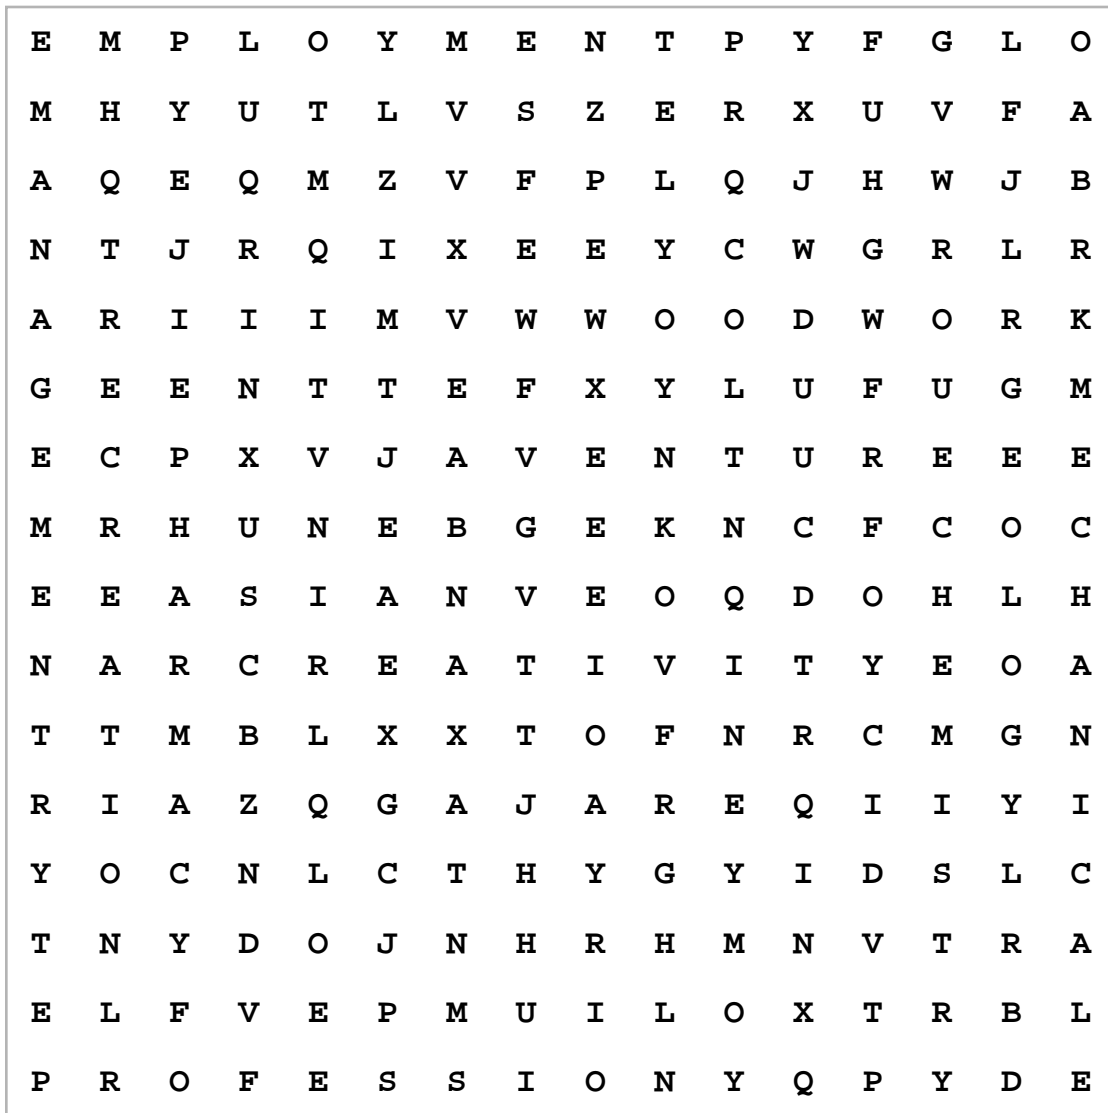 E M P L O Y M E N T P Y F G L O
M H Y U T L V S Z E R X U V F A
A Q E Q M Z V F P L Q J H W J B
N T J R Q I X E E Y C W G R L R
A R I I I M V W W O O D W O R K
G E E N T T E F X Y L U F U G M
E C P X V J A V E N T U R E E E
M R H U N E B G E K N C F C O C
E E A S I A N V E O Q D O H L H
N A R C R E A T I V I T Y E O A
T T M B L X X T O F N R C M G N
R I A Z Q G A J A R E Q I I Y I
Y O C N L C T H Y G Y I D S L C
T N Y D O J N H R H M N V T R A
E L F V E P M U I L O X T R B L
P R O F E S S I O N Y Q P Y D E